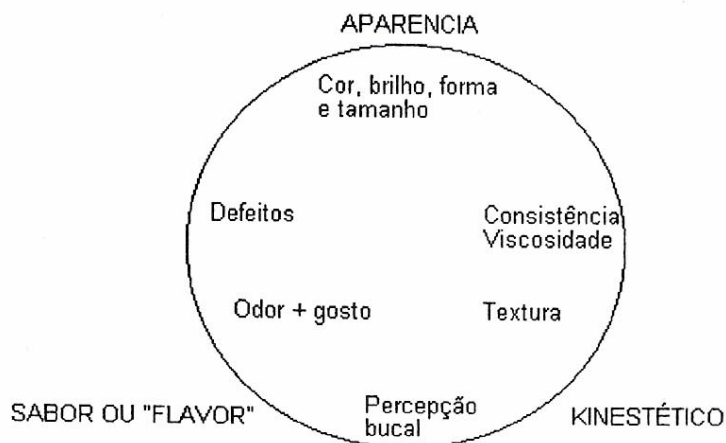 APARENCIA
Cor, brilho, forma
e tamanho
Defeitos
Consistência
Viscosidade
Odor + gosto
Textura
SABOR OU "FLAVOR"
Percepção
bucal
KINESTÉTICO